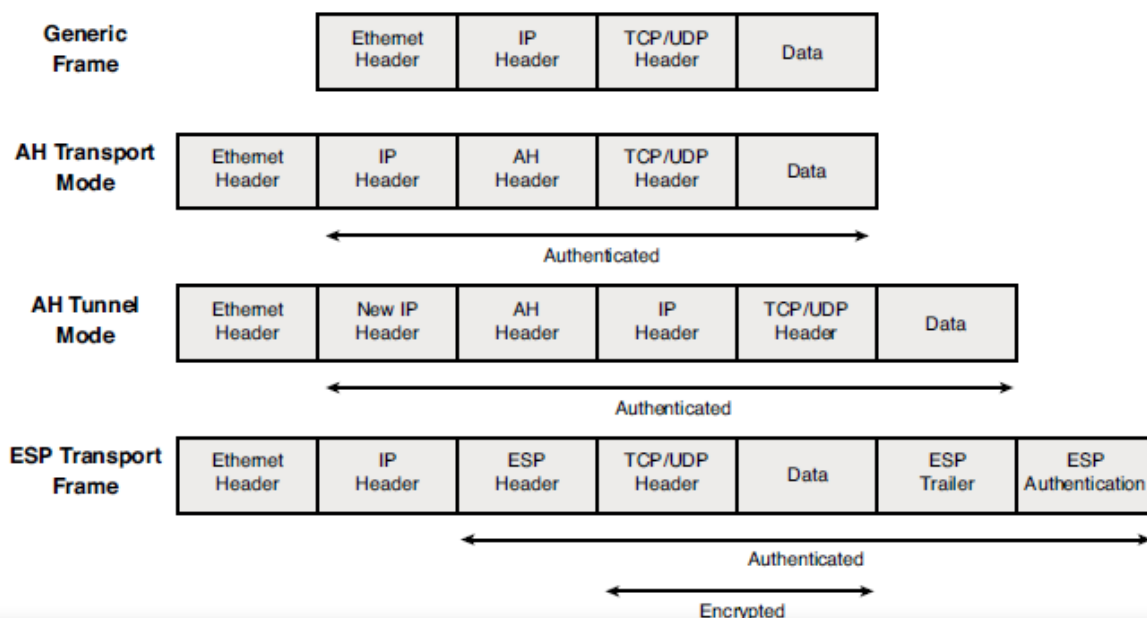 Generic
Frame
Ethernet
Header
IP
Header
TCP/UDP
Header
Data
AH Transport
Mode
Ethernet
Header
IP
Header
AH
Header
TCP/UDP
Header
Data
Authenticated
AH Tunnel
Mode
Ethernet
Header
New IP
Header
AH
Header
IP
Header
TCP/UDP
Header
Data
Authenticated
ESP Transport
Frame
Ethernet
Header
IP
Header
ESP
Header
TCP/UDP
Header
Data
ESP
Trailer
ESP
Authentication
Authenticated
Encrypted